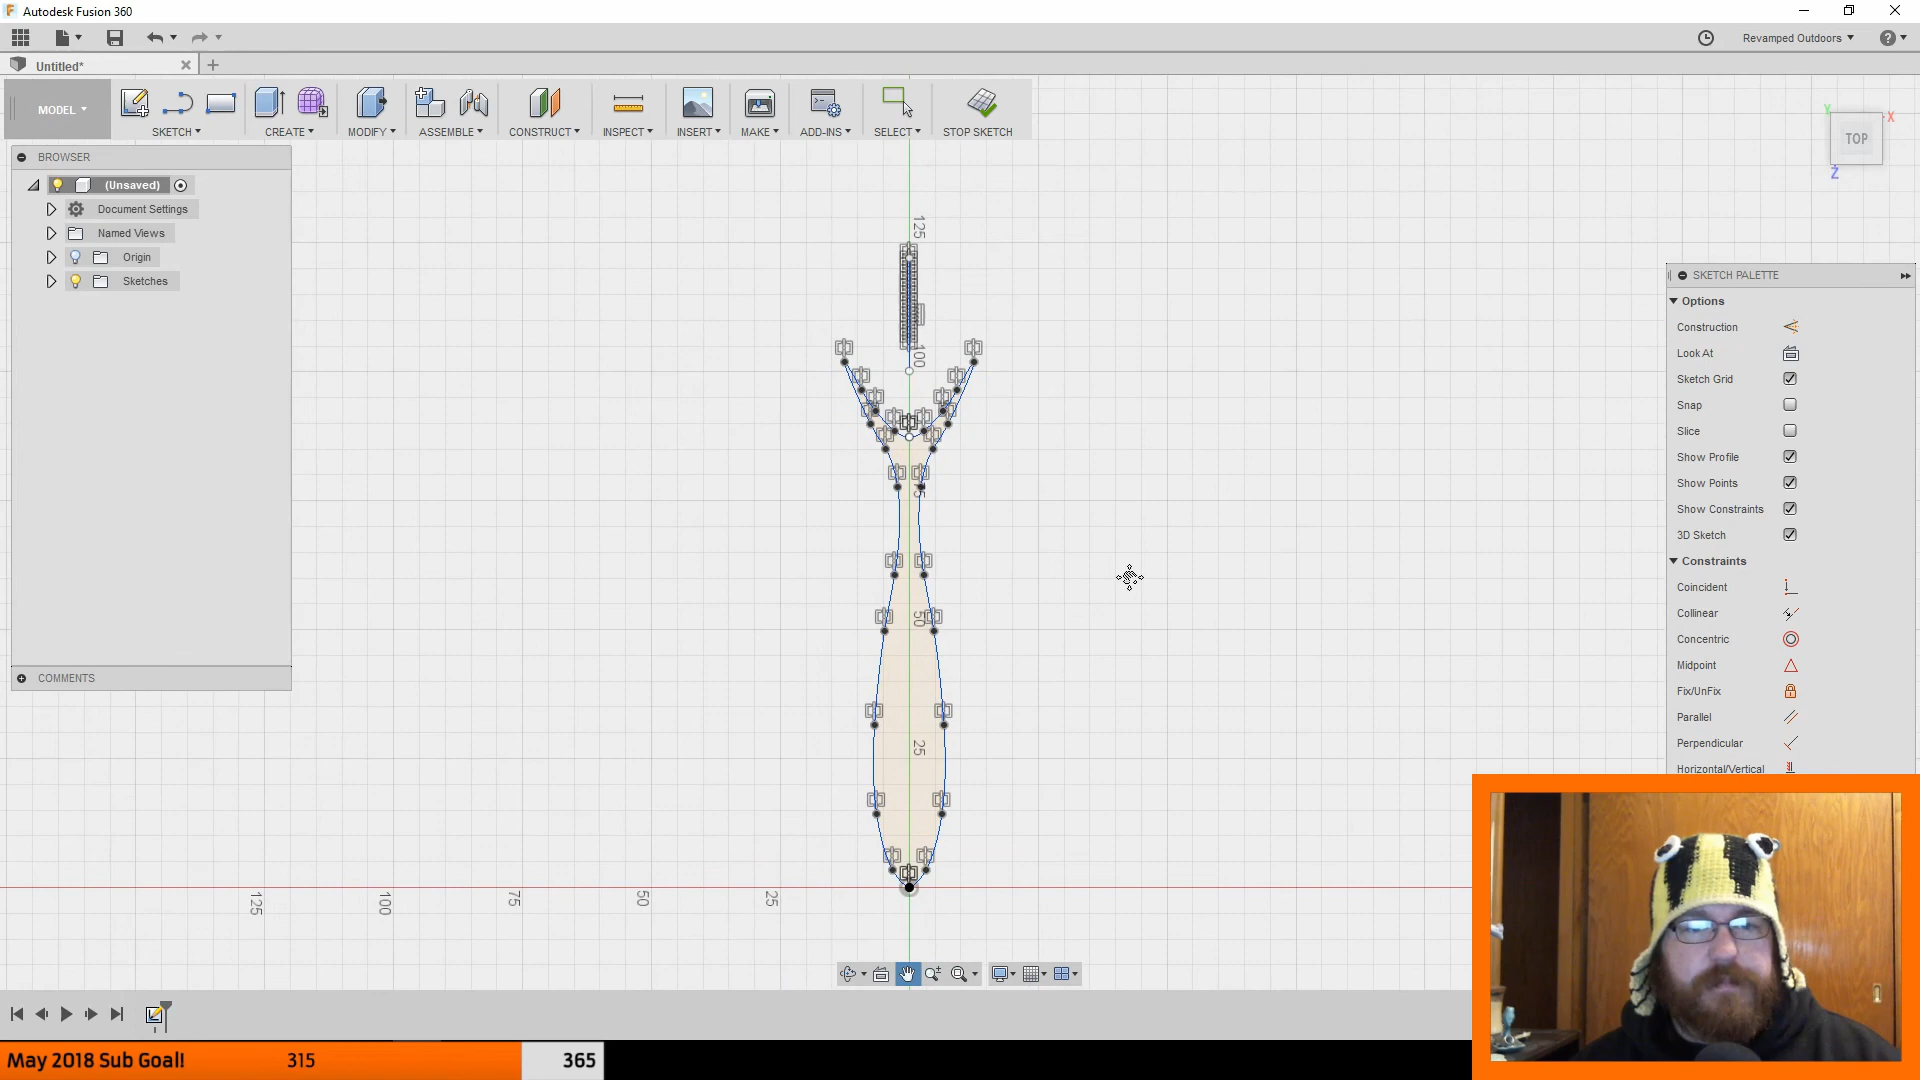 Autodesk Fusion 360
Revamped Outdoors
Untitled*
MODEL
SKETCH
CREATE
MODIFY
ASSEMBLE
CONSTRUCT
INSPECT
INSERT
MAKE
ADD-INS
SELECT
STOP SKETCH
BROWSER
(Unsaved)
Document Settings
Named Views
Origin
Sketches
COMMENTS
Y
X
TOP
Z
125
100
50
25
125
100
75
50
25
SKETCH PALETTE
Options
Construction
Look At
Sketch Grid
Snap
Slice
Show Profile
Show Points
Show Constraints
3D Sketch
Constraints
Coincident
Collinear
Concentric
Midpoint
Fix/UnFix
Parallel
Perpendicular
Horizontal/Vertical
May 2018 Sub Goal! 315 365